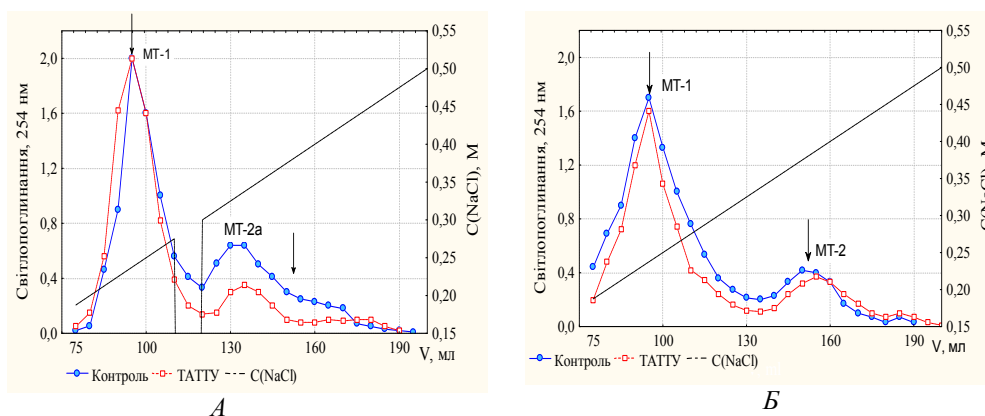 Світлопоглинання, 254 нм
2,0
1,6
1,2
0,8
0,4
0,0
МТ-1
МТ-2а
0,55
0,50
0,45
0,40
0,35
0,30
0,25
0,20
0,15
C(NaCl), М
75 100 130 160 190
V, мл
Контроль ТАТТУ C(NaCl)
А
Світлопоглинання, 254 нм
2,0
1,6
1,2
0,8
0,4
0,0
МТ-1
МТ-2
0,55
0,50
0,45
0,40
0,35
0,30
0,25
0,20
0,15
C(NaCl), М
75 100 130 160 190
V, мл
Контроль ТАТТУ C(NaCl)
Б